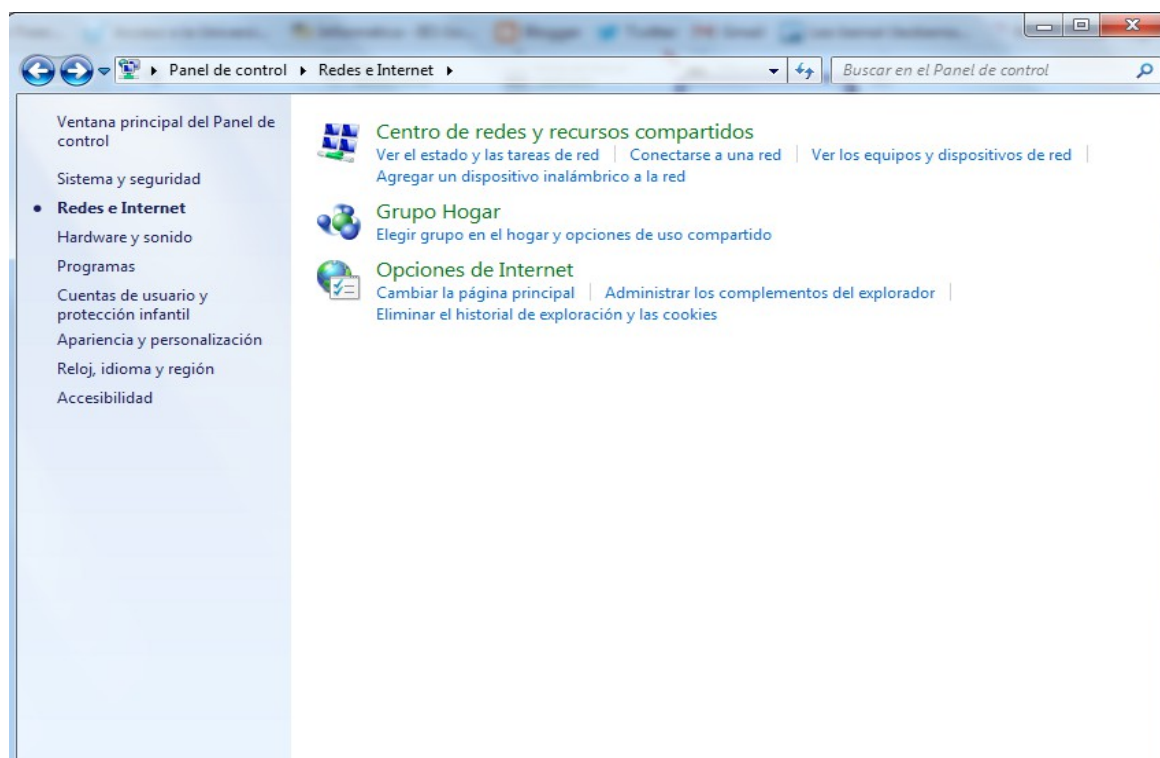 Blogger
Twitter
Gmail
Panel de control
Redes e Internet
Buscar en el Panel de control
Ventana principal del Panel de
control
Sistema y seguridad
Redes e Internet
Hardware y sonido
Programas
Cuentas de usuario y
protección infantil
Apariencia y personalización
Reloj, idioma y región
Accesibilidad
Centro de redes y recursos compartidos
Ver el estado y las tareas de red | Conectarse a una red | Ver los equipos y dispositivos de red |
Agregar un dispositivo inalámbrico a la red
Grupo Hogar
Elegir grupo en el hogar y opciones de uso compartido
Opciones de Internet
Cambiar la página principal | Administrar los complementos del explorador |
Eliminar el historial de exploración y las cookies